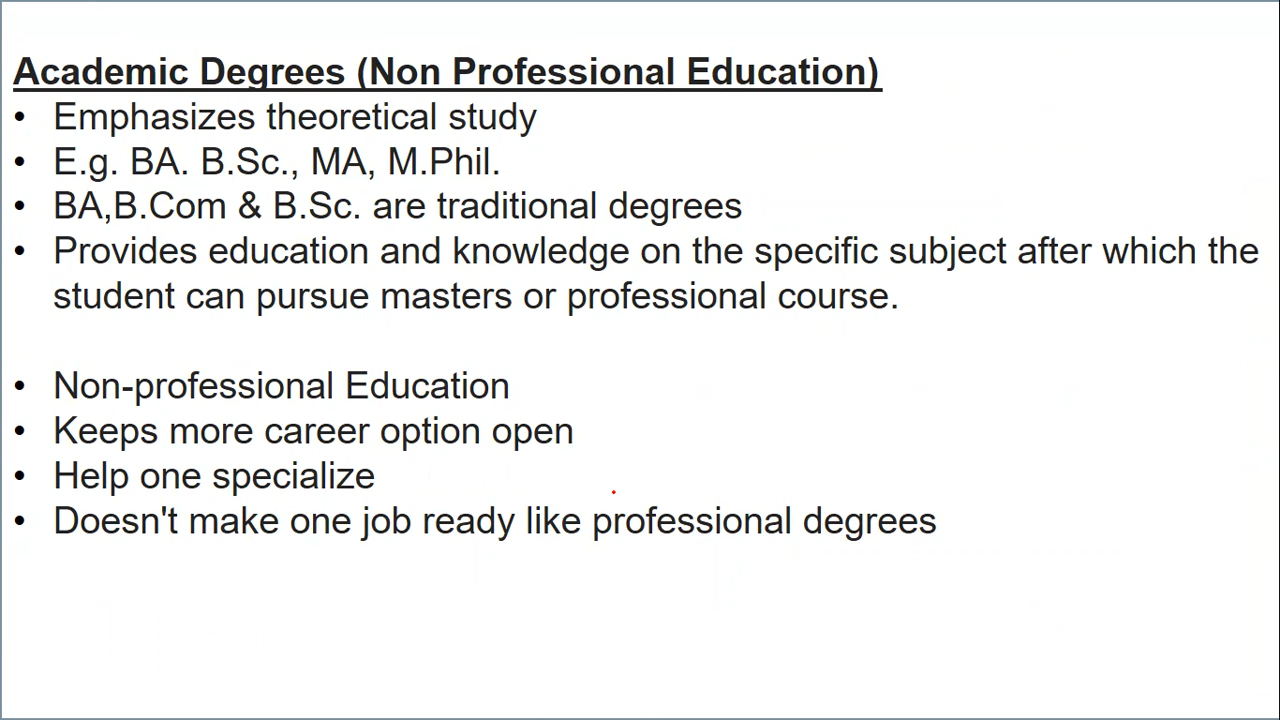 Academic Degrees (Non Professional Education)
• Emphasizes theoretical study
• E.g. BA. B.Sc., MA, M.Phil.
• BA,B.Com & B.Sc. are traditional degrees
• Provides education and knowledge on the specific subject after which the
student can pursue masters or professional course.
• Non-professional Education
• Keeps more career option open
• Help one specialize
• Doesn't make one job ready like professional degrees